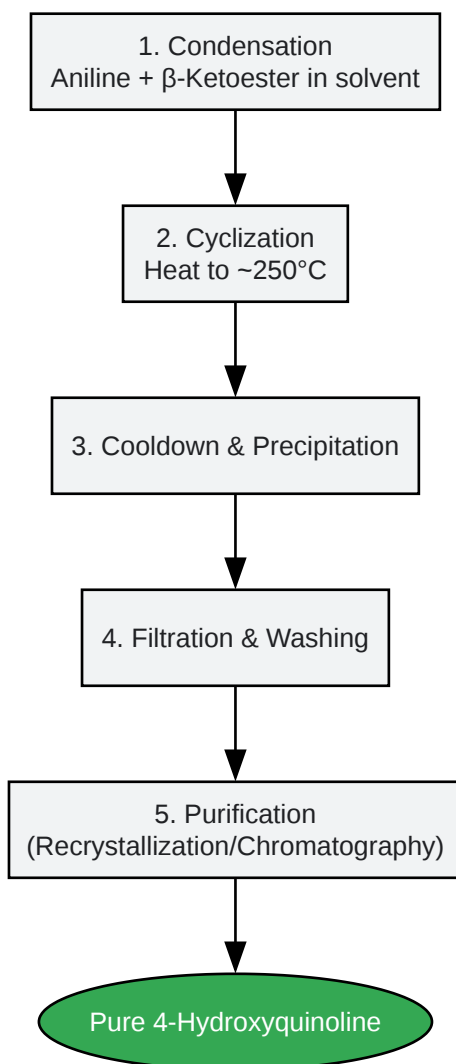 1. Condensation
Aniline + β-Ketoester in solvent
2. Cyclization
Heat to ~250°C
3. Cooldown & Precipitation
4. Filtration & Washing
5. Purification
(Recrystallization/Chromatography)
Pure 4-Hydroxyquinoline